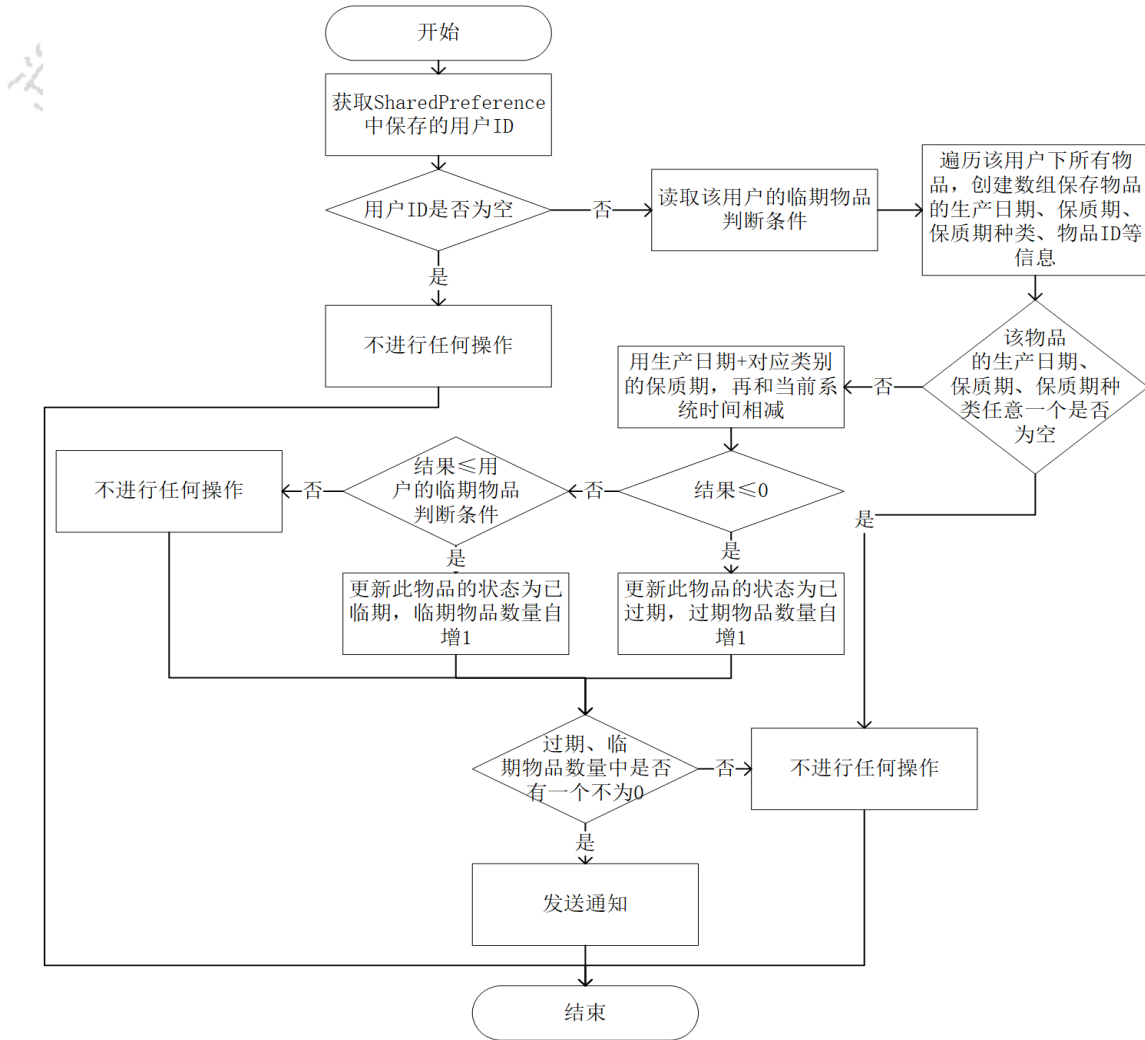 开始
获取SharedPreference
中保存的用户ID
用户ID是否为空
否
读取该用户的临期物品
判断条件
遍历该用户下所有物
品，创建数组保存物品
的生产日期、保质期、
保质期种类、物品ID等
信息
是
不进行任何操作
该物品
的生产日期、
保质期、保质期种
类任意一个是否
为空
否
用生产日期+对应类别
的保质期，再和当前系
统时间相减
是
结果≤0
否
结果≤用
户的临期物品
判断条件
否
不进行任何操作
是
更新此物品的状态为已
临期，临期物品数量自
增1
是
更新此物品的状态为已
过期，过期物品数量自
增1
过期、临
期物品数量中是否
有一个不为0
否
不进行任何操作
是
发送通知
结束